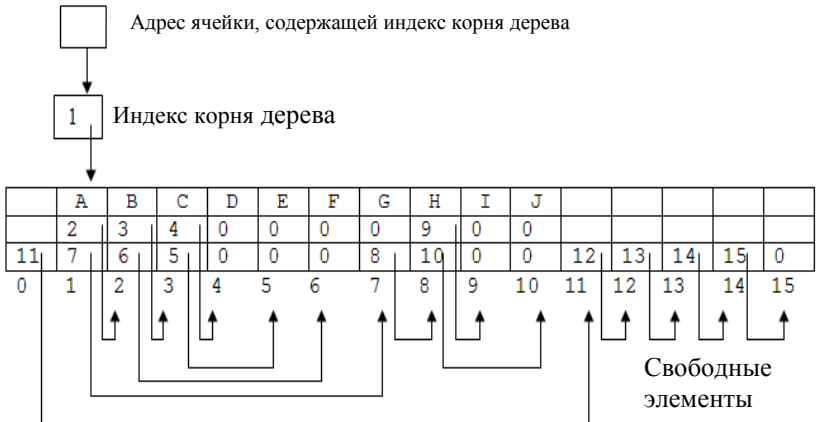 Адрес ячейки, содержащей индекс корня дерева
1 Индекс корня дерева
A B C D E F G H I J
2 3 4 0 0 0 0 9 0 0
11 7 6 5 0 0 0 8 10 0 0 12 13 14 15 0
0 1 2 3 4 5 6 7 8 9 10 11 12 13 14 15
Свободные
элементы